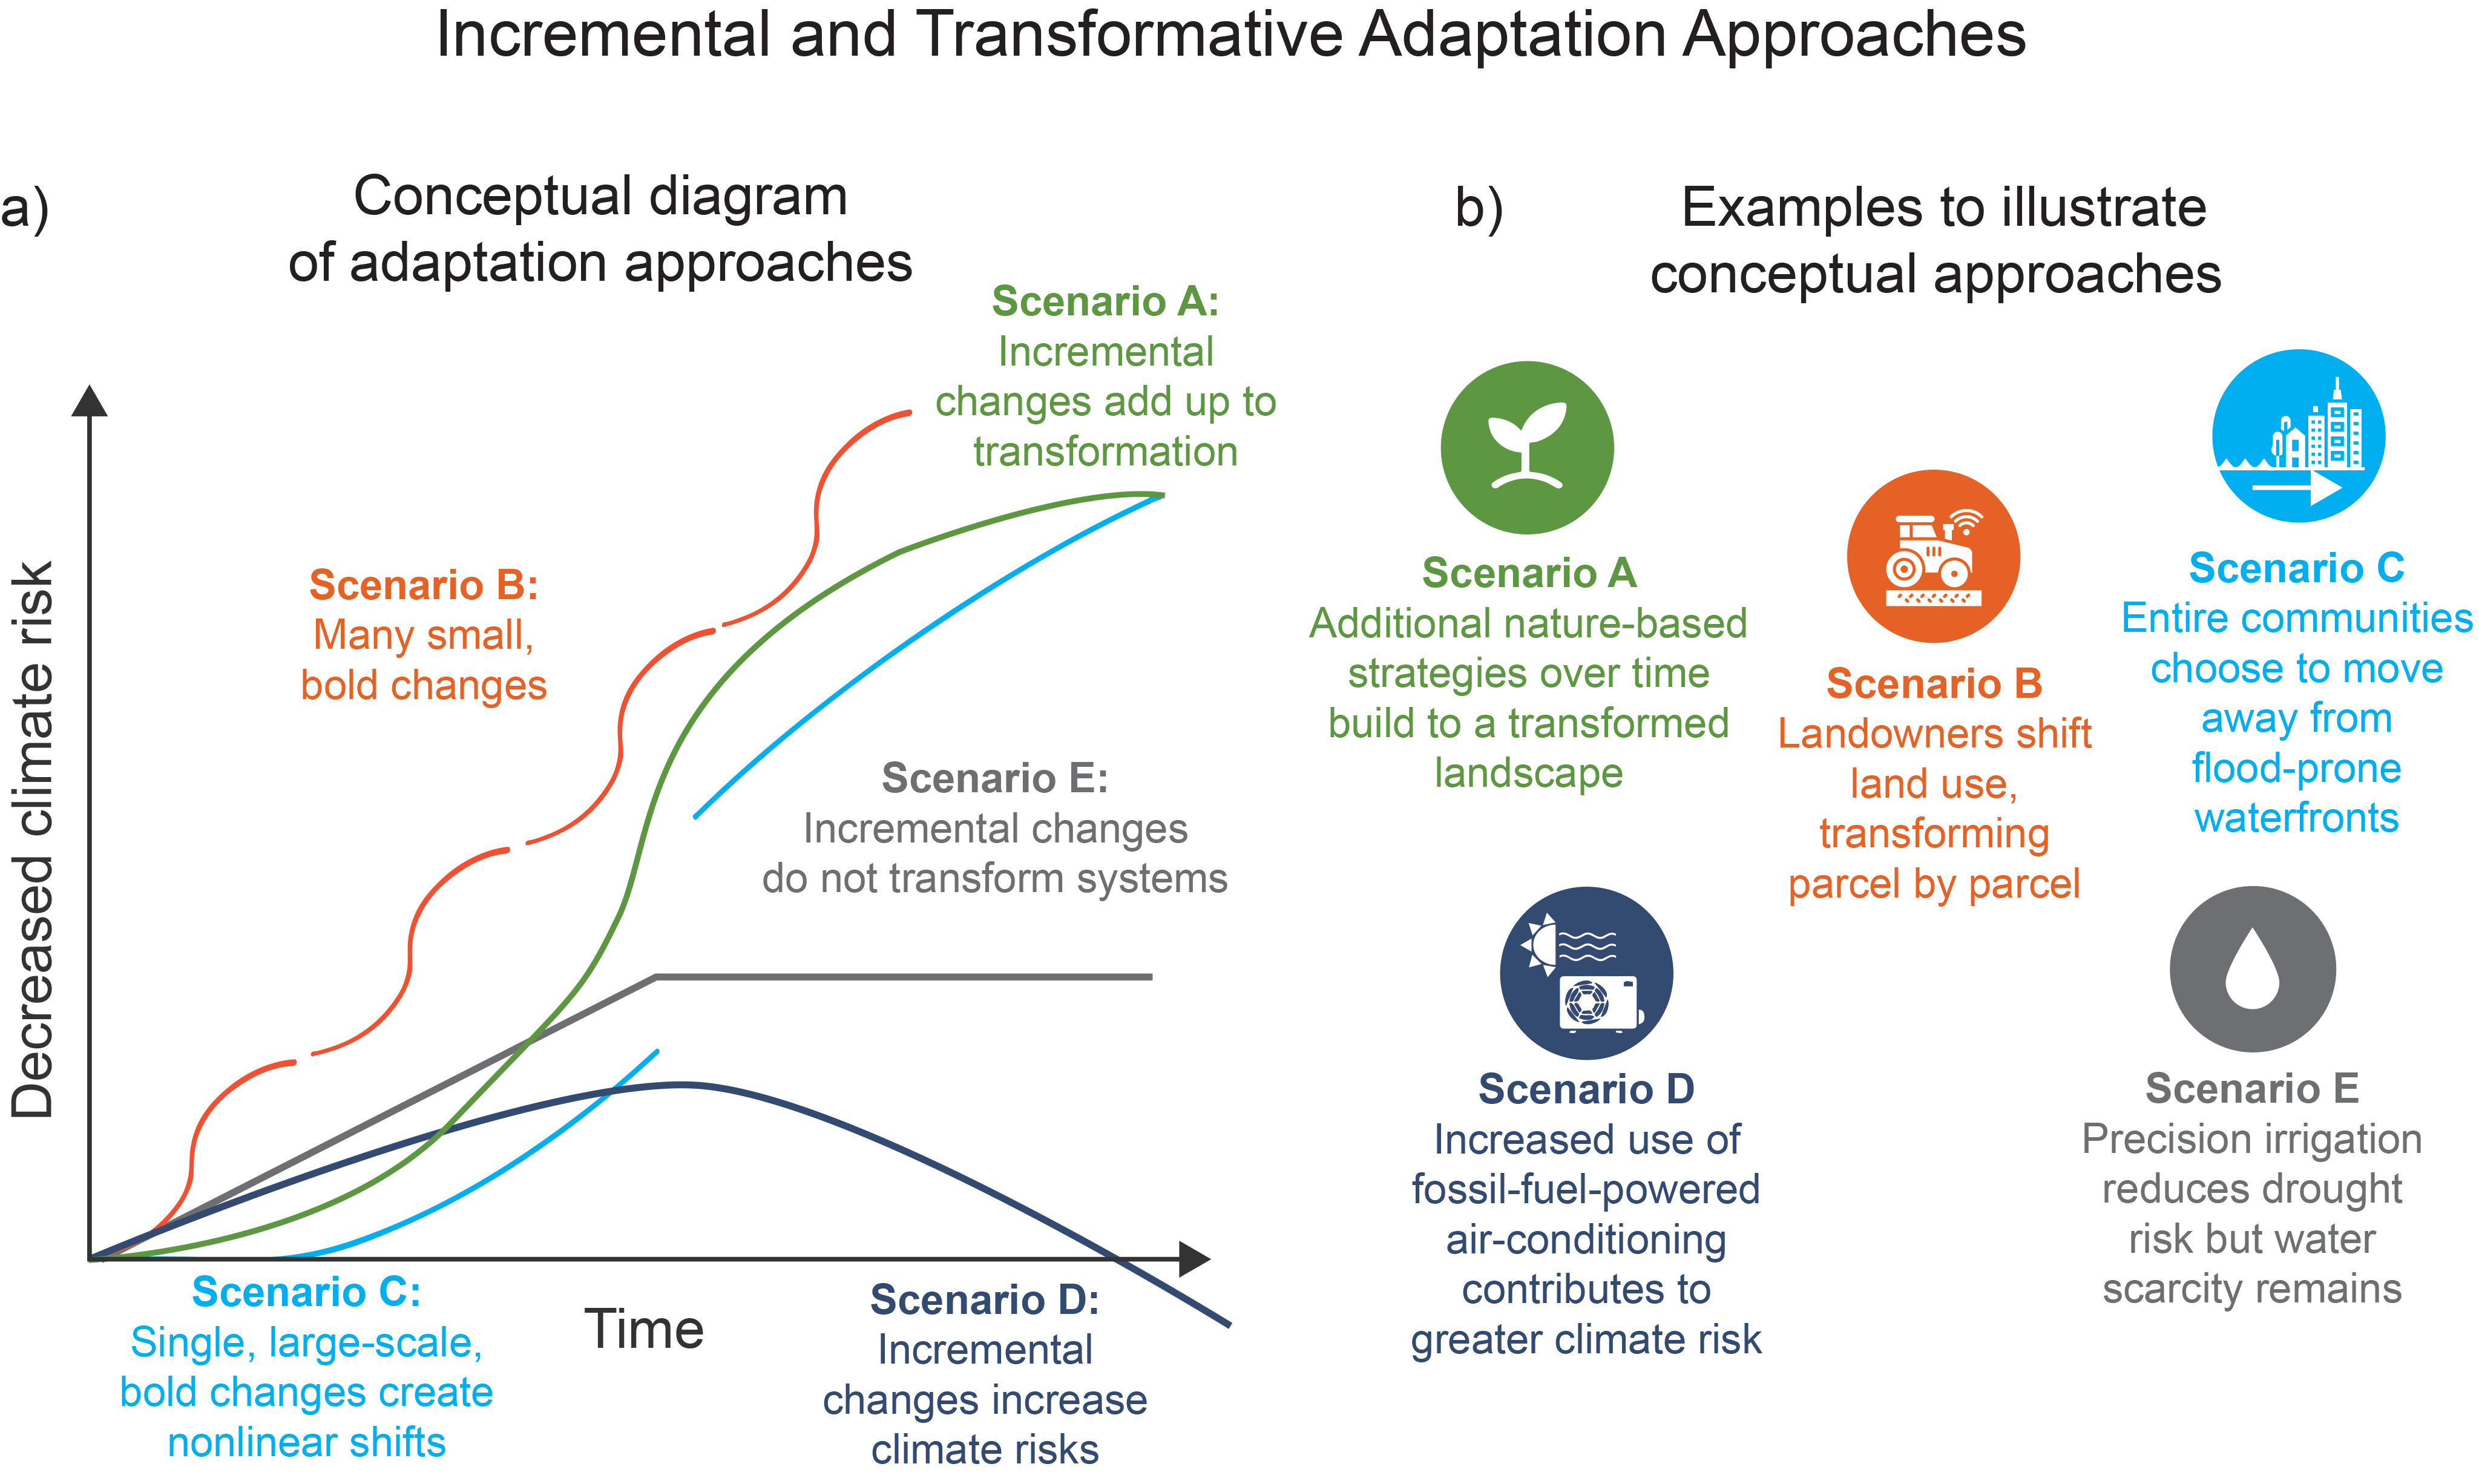 Incremental and Transformative Adaptation Approaches
a)
Conceptual diagram
of adaptation approaches
Scenario A:
Incremental
changes add up to
transformation
Scenario B:
Many small,
bold changes
Scenario E:
Incremental changes
do not transform systems
Decreased climate risk
Scenario C:
Single, large-scale,
bold changes create
nonlinear shifts
Time
Scenario D:
Incremental
changes increase
climate risks
b)
Examples to illustrate
conceptual approaches
Scenario A
Additional nature-based
strategies over time
build to a transformed
landscape
Scenario B
Landowners shift
land use,
transforming
parcel by parcel
Scenario C
Entire communities
choose to move
away from
flood-prone
waterfronts
Scenario D
Increased use of
fossil-fuel-powered
air-conditioning
contributes to
greater climate risk
Scenario E
Precision irrigation
reduces drought
risk but water
scarcity remains